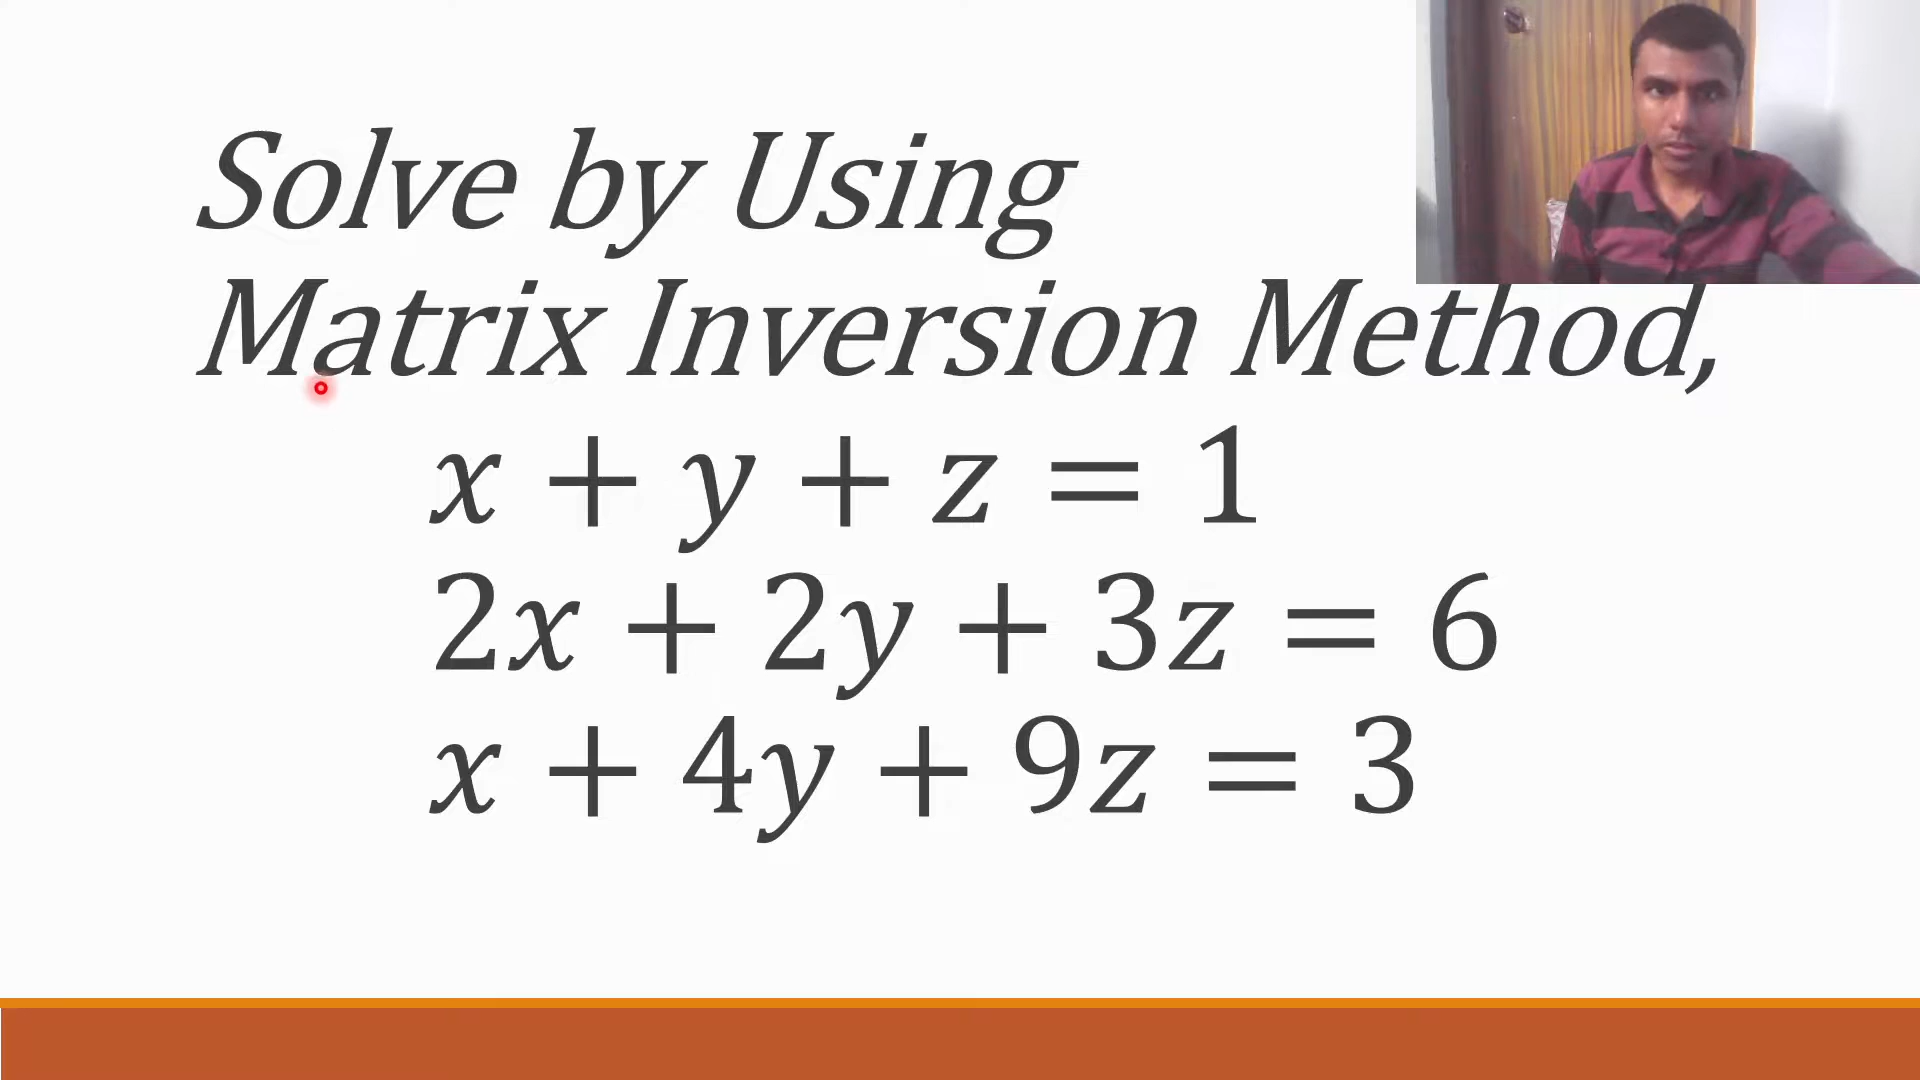 Solve by Using
Matrix Inversion Method,
x + y + z = 1
2x + 2y + 3z = 6
x + 4y + 9z = 3